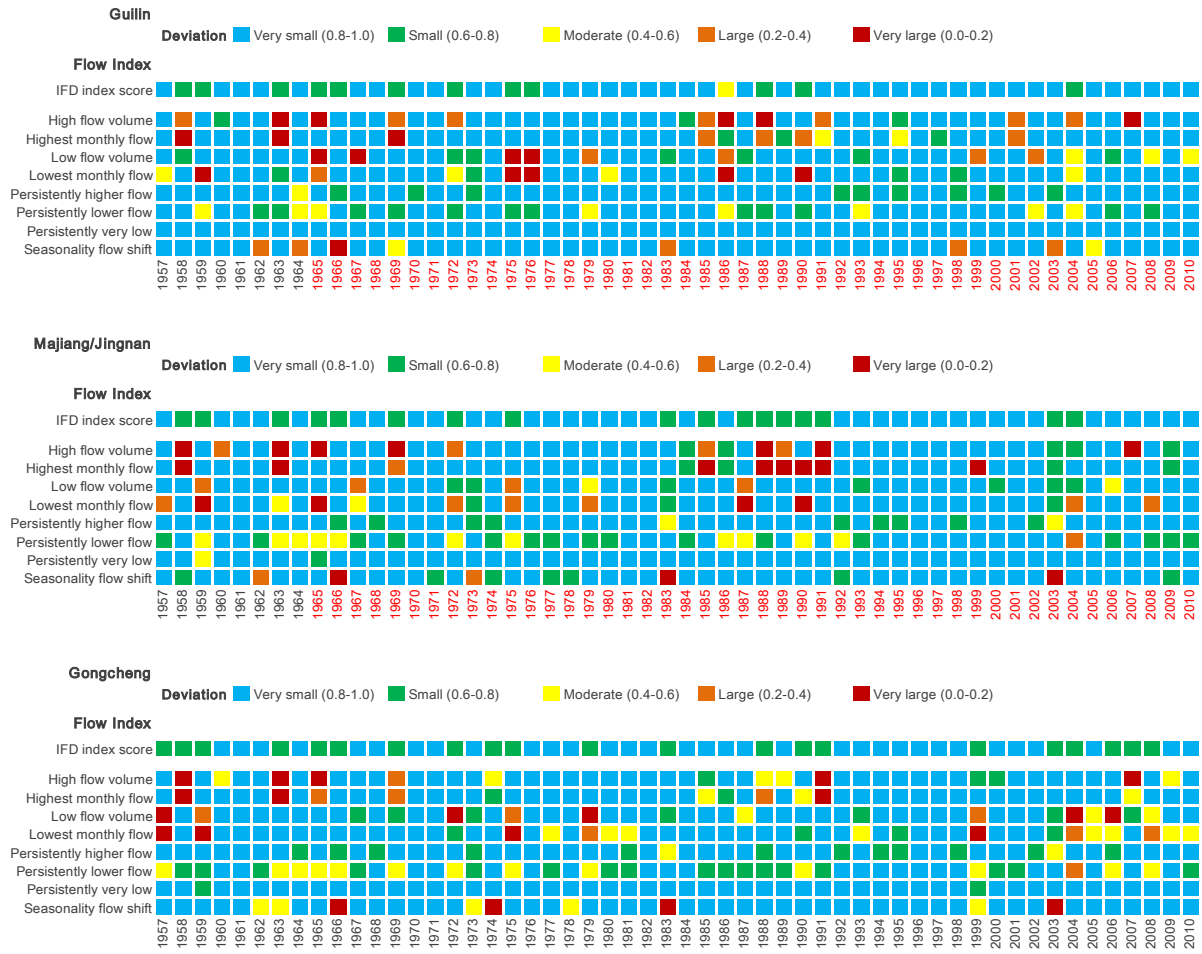 Guilin
Deviation Very small (0.8-1.0) Small (0.6-0.8) Moderate (0.4-0.6) Large (0.2-0.4) Very large (0.0-0.2)
Flow Index
IFD index score
High flow volume
Highest monthly flow
Low flow volume
Lowest monthly flow
Persistently higher flow
Persistently lower flow
Persistently very low
Seasonality flow shift
1957 1958 1959 1960 1961 1962 1963 1964 1965 1966 1967 1968 1969 1970 1971 1972 1973 1974 1975 1976 1977 1978 1979 1980 1981 1982 1983 1984 1985 1986 1987 1988 1989 1990 1991 1992 1993 1994 1995 1996 1997 1998 1999 2000 2001 2002 2003 2004 2005 2006 2007 2008 2009 2010
Majiang/Jingnan
Deviation Very small (0.8-1.0) Small (0.6-0.8) Moderate (0.4-0.6) Large (0.2-0.4) Very large (0.0-0.2)
Flow Index
IFD index score
High flow volume
Highest monthly flow
Low flow volume
Lowest monthly flow
Persistently higher flow
Persistently lower flow
Persistently very low
Seasonality flow shift
1957 1958 1959 1960 1961 1962 1963 1964 1965 1966 1967 1968 1969 1970 1971 1972 1973 1974 1975 1976 1977 1978 1979 1980 1981 1982 1983 1984 1985 1986 1987 1988 1989 1990 1991 1992 1993 1994 1995 1996 1997 1998 1999 2000 2001 2002 2003 2004 2005 2006 2007 2008 2009 2010
Gongcheng
Deviation Very small (0.8-1.0) Small (0.6-0.8) Moderate (0.4-0.6) Large (0.2-0.4) Very large (0.0-0.2)
Flow Index
IFD index score
High flow volume
Highest monthly flow
Low flow volume
Lowest monthly flow
Persistently higher flow
Persistently lower flow
Persistently very low
Seasonality flow shift
1957 1958 1959 1960 1961 1962 1963 1964 1965 1966 1967 1968 1969 1970 1971 1972 1973 1974 1975 1976 1977 1978 1979 1980 1981 1982 1983 1984 1985 1986 1987 1988 1989 1990 1991 1992 1993 1994 1995 1996 1997 1998 1999 2000 2001 2002 2003 2004 2005 2006 2007 2008 2009 2010